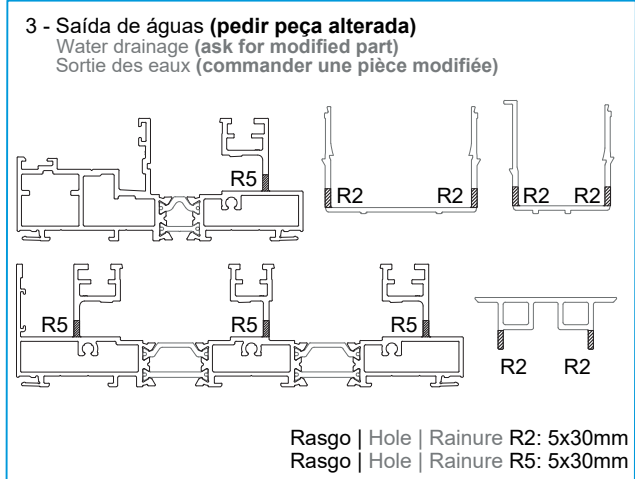 3 - Saída de águas (pedir peça alterada)
Water drainage (ask for modified part)
Sortie des eaux (commander une pièce modifiée)
R5
R2 R2
R2 R2
R5 R5 R5
R2 R2
Rasgo | Hole | Rainure R2: 5x30mm
Rasgo | Hole | Rainure R5: 5x30mm